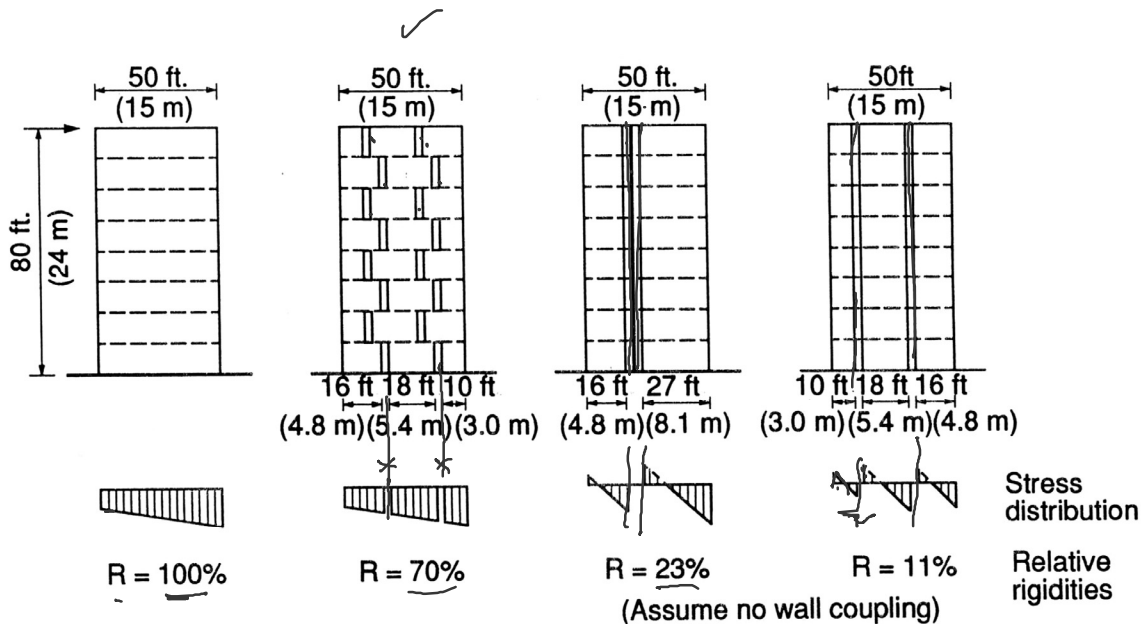 50 ft. 50 ft. 50 ft. 50ft
(15 m) (15 m) (15 m) (15 m)
80 ft.
(24 m)
16 ft 18 ft 10 ft 16 ft 27 ft 10 ft 18 ft 16 ft
(4.8 m) (5.4 m) (3.0 m) (4.8 m) (8.1 m) (3.0 m) (5.4 m) (4.8 m)
Stress
distribution
R = 100% R = 70% R = 23% R = 11% Relative
rigidities
(Assume no wall coupling)